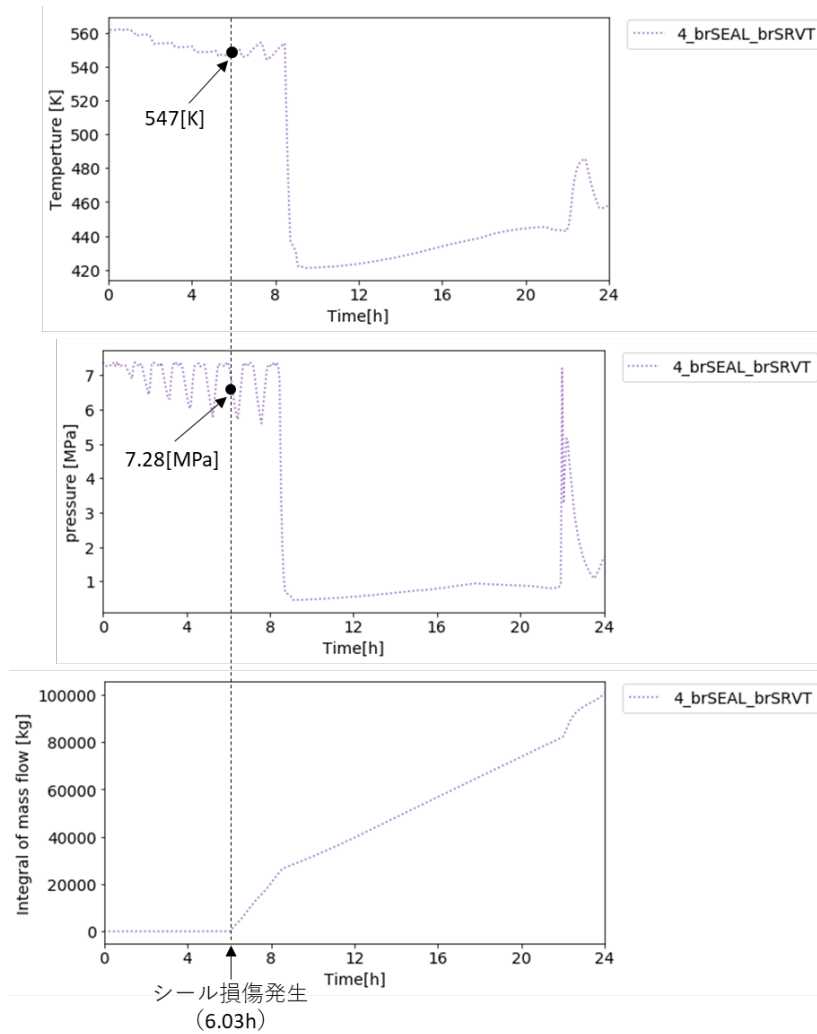 4_brSEAL_brSRVT
560
540
520
500
480
460
440
420
Temperture [K]
547[K]
0 4 8 12 16 20 24
Time[h]
4_brSEAL_brSRVT
7
6
5
4
3
2
1
pressure [MPa]
7.28[MPa]
0 4 8 12 16 20 24
Time[h]
4_brSEAL_brSRVT
100000
80000
60000
40000
20000
0
Integral of mass flow [kg]
0 4 8 12 16 20 24
Time[h]
シール損傷発生
（6.03h）